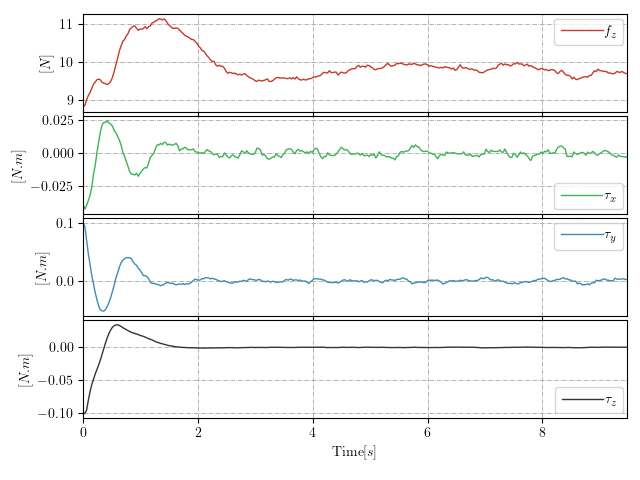 11
10
9
[N]
f_z
0.025
0.000
−0.025
[N.m]
τ_x
0.1
0.0
[N.m]
τ_y
0.00
−0.05
−0.10
[N.m]
τ_z
0 2 4 6 8
Time[s]